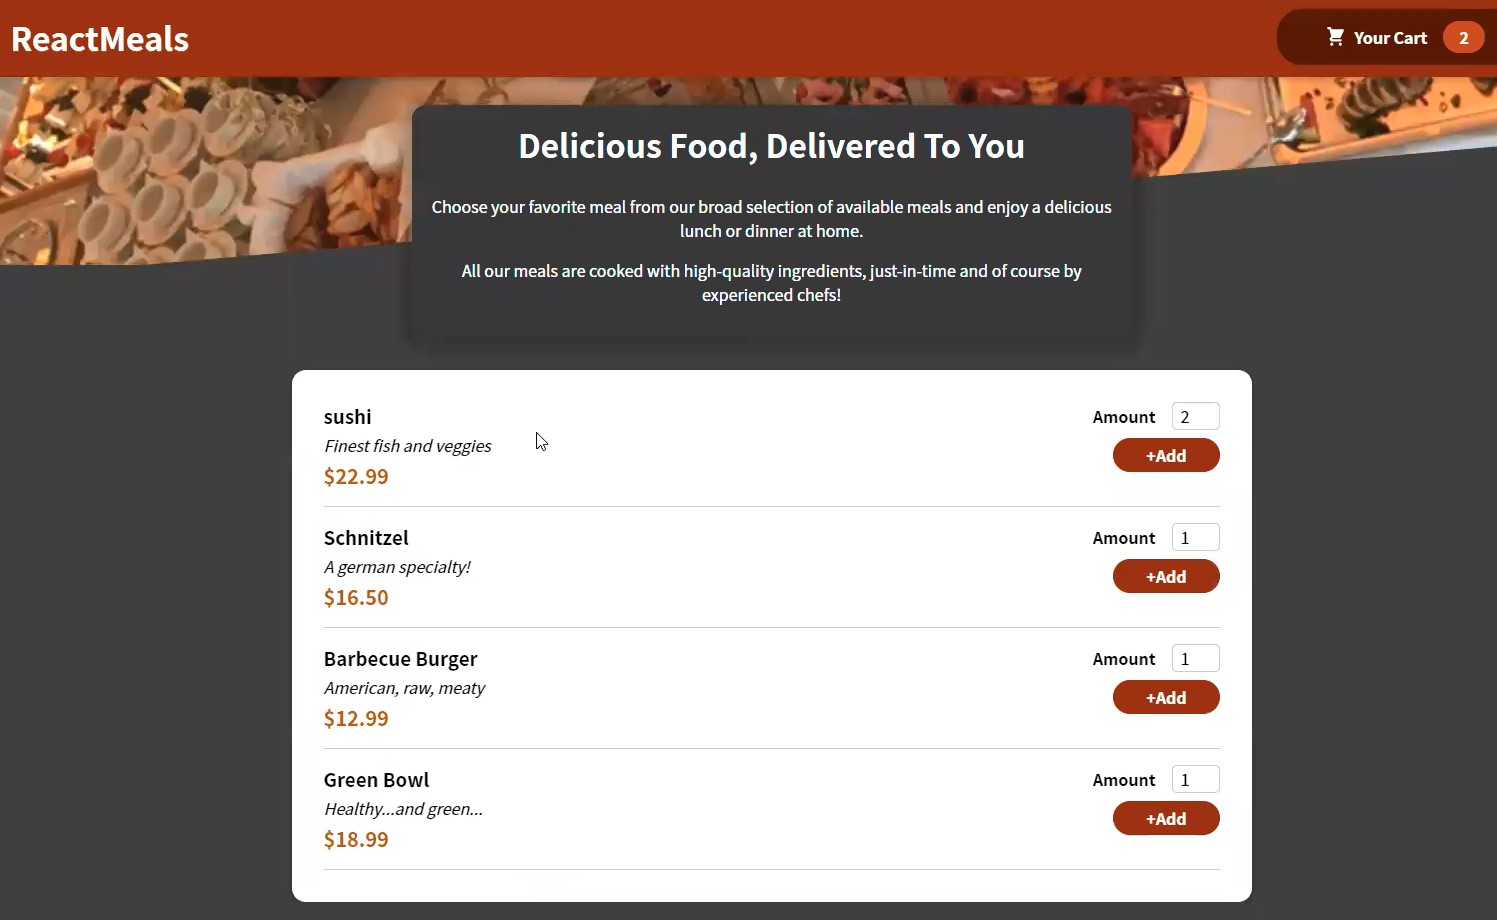 ReactMeals
Your Cart 2
Delicious Food, Delivered To You
Choose your favorite meal from our broad selection of available meals and enjoy a delicious
lunch or dinner at home.
All our meals are cooked with high-quality ingredients, just-in-time and of course by
experienced chefs!
sushi
Finest fish and veggies
$22.99
Amount 2
+Add
Schnitzel
A german specialty!
$16.50
Amount 1
+Add
Barbecue Burger
American, raw, meaty
$12.99
Amount 1
+Add
Green Bowl
Healthy...and green...
$18.99
Amount 1
+Add